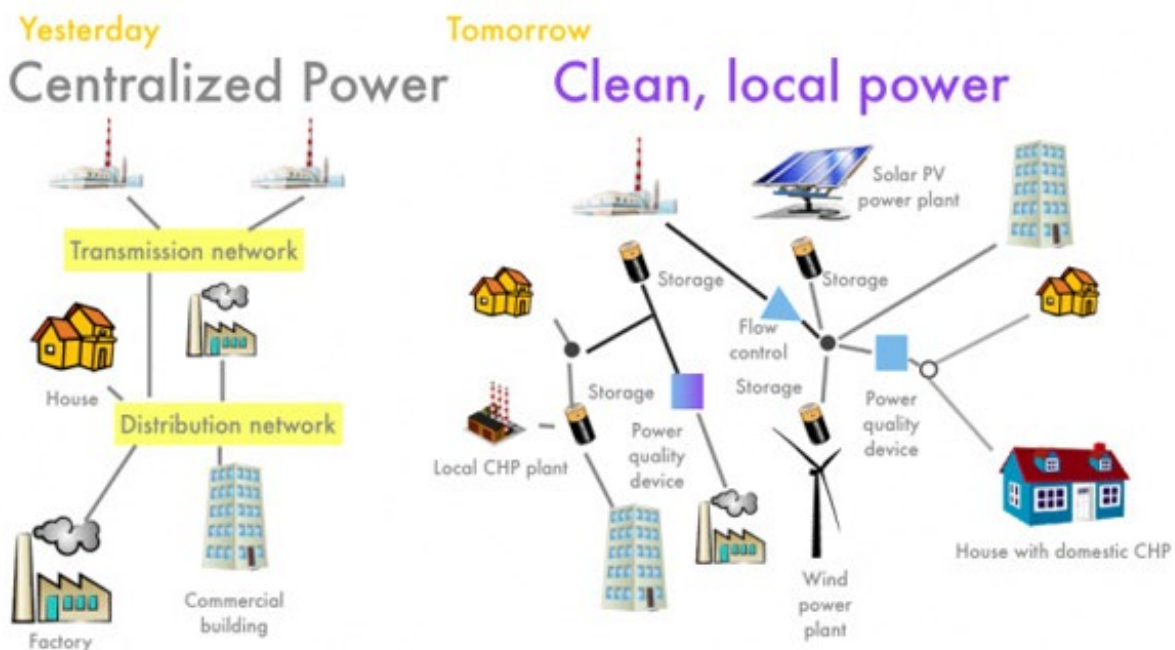 Yesterday
Centralized Power
Transmission network
House
Distribution network
Commercial
building
Factory
Tomorrow
Clean, local power
Solar PV
power plant
Storage
Storage
Flow
control
Storage
Storage
Power
quality
device
Power
quality
device
Local CHP plant
House with domestic CHP
Wind
power
plant